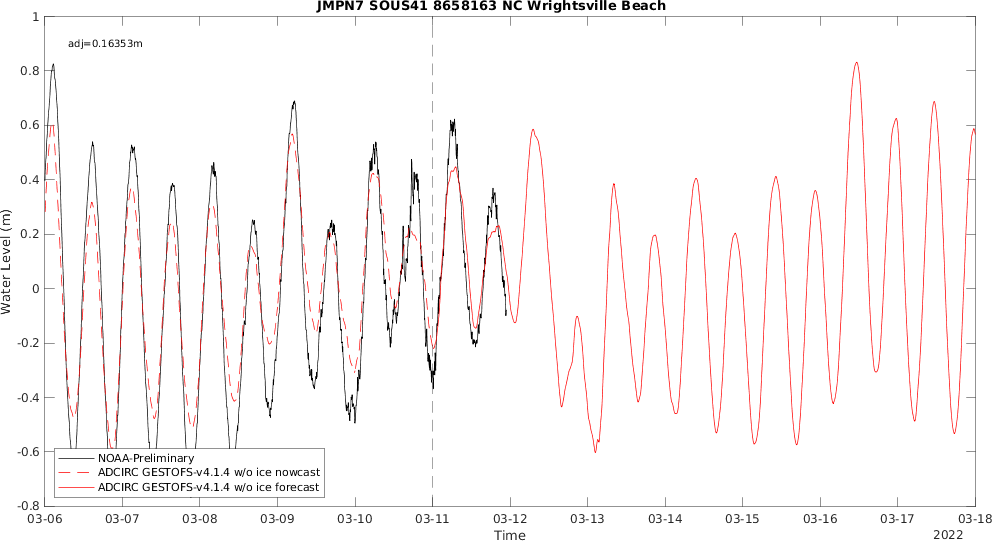 JMPN7 SOUS41 8658163 NC Wrightsville Beach
adj=0.16353m
1
0.8
0.6
0.4
0.2
0
-0.2
-0.4
-0.6
-0.8
Water Level (m)
NOAA-Preliminary
ADCIRC GESTOFS-v4.1.4 w/o ice nowcast
ADCIRC GESTOFS-v4.1.4 w/o ice forecast
03-06 03-07 03-08 03-09 03-10 03-11 03-12 03-13 03-14 03-15 03-16 03-17 03-18
Time
2022